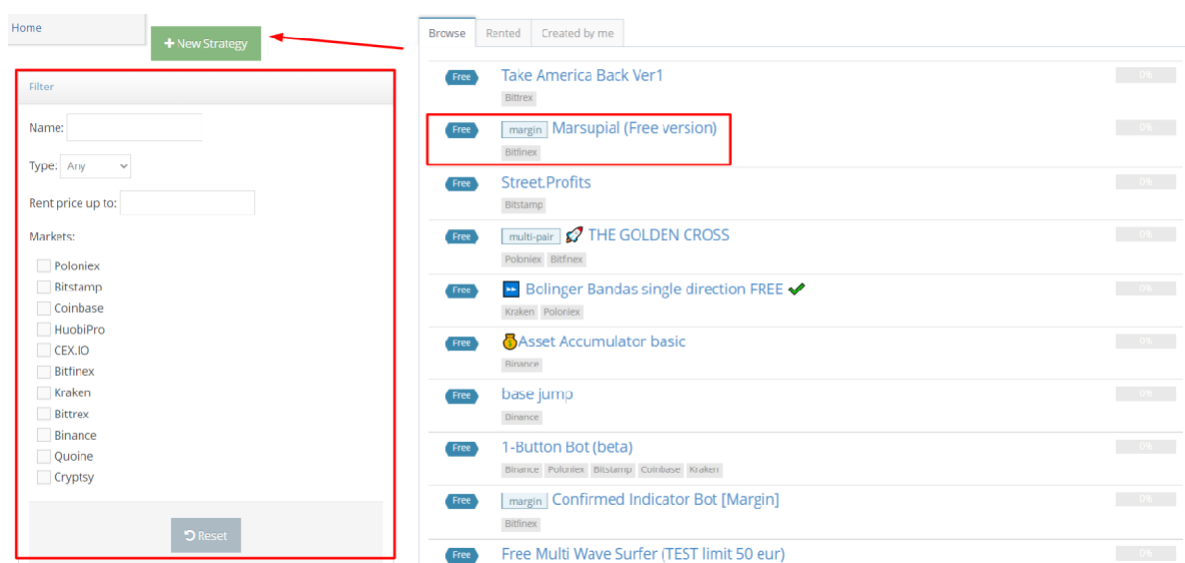 Home
+ New Strategy
Filter
Name:
Type: Any
Rent price up to:
Markets:
Poloniex
Bitstamp
Coinbase
HuobiPro
CEX.IO
Bitfinex
Kraken
Bittrex
Binance
Quoine
Cryptsy
Reset
Browse Rented Created by me
Free Take America Back Ver1 0%
Bittrex
Free margin Marsupial (Free version) 0%
Bitfinex
Free Street.Profits 0%
Bitstamp
Free multi-pair 🚀 THE GOLDEN CROSS 0%
Poloniex Bitfinex
Free Bolinger Bandas single direction FREE ✔ 0%
Kraken Poloniex
Free 💰Asset Accumulator basic 0%
Binance
Free base jump 0%
Binance
Free 1-Button Bot (beta) 0%
Binance Poloniex Bitstamp Coinbase Kraken
Free margin Confirmed Indicator Bot [Margin] 0%
Bitfinex
Free Free Multi Wave Surfer (TEST limit 50 eur) 0%